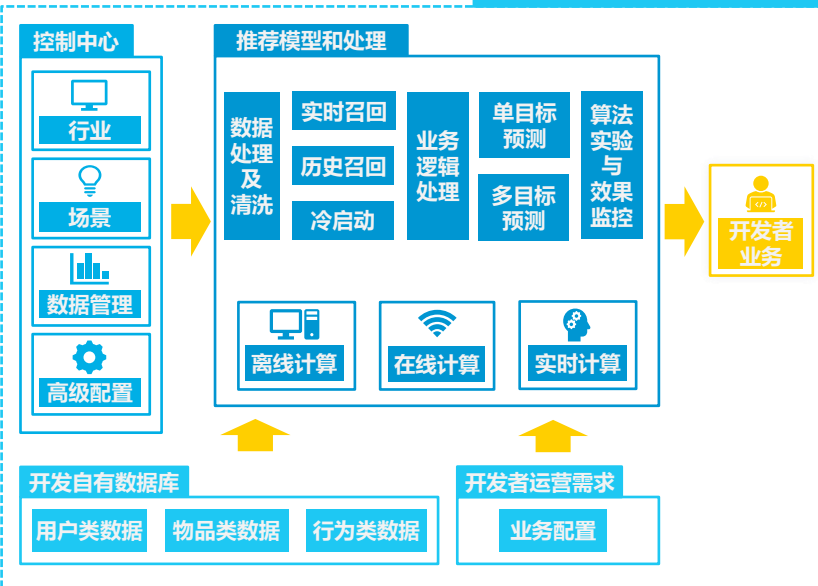 控制中心
行业
场景
数据管理
高级配置
推荐模型和处理
数据
处理
及
清洗
实时召回
历史召回
冷启动
业务
逻辑
处理
单目标
预测
多目标
预测
算法
实验
与
效果
监控
离线计算
在线计算
实时计算
</>
开发者
业务
开发自有数据库
用户类数据
物品类数据
行为类数据
开发者运营需求
业务配置